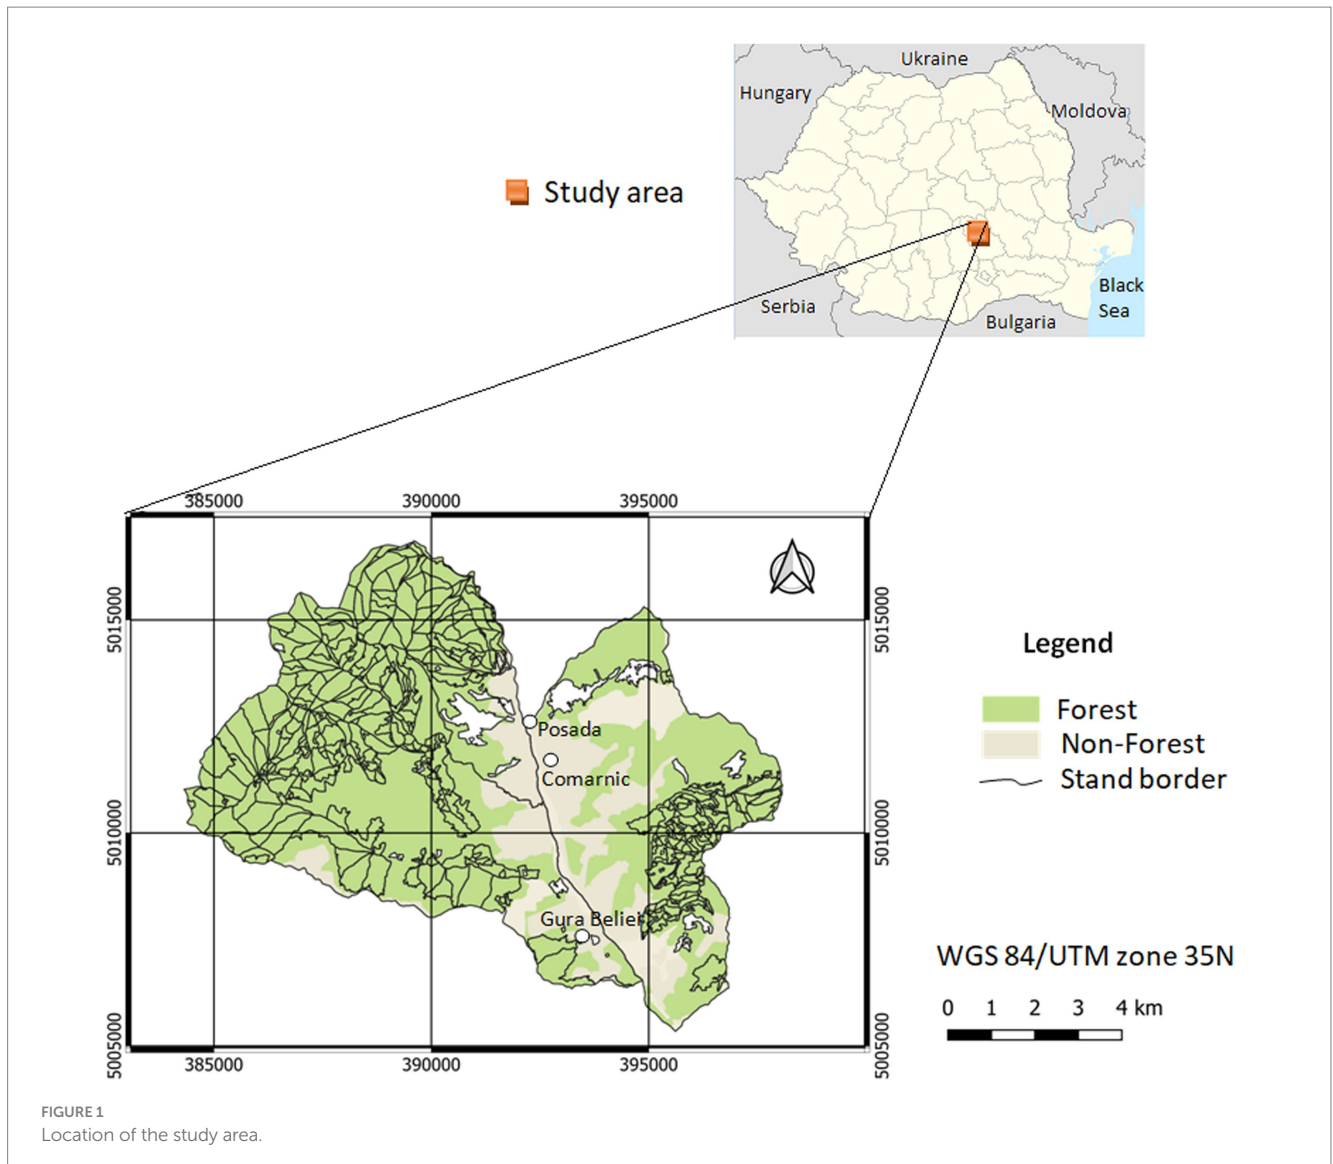 Ukraine
Hungary
Moldova
Study area
Black
Sea
Serbia
Bulgaria
385000
390000
395000
5015000
5015000
Legend
Forest
Posada
Non-Forest
Comarnic
Stand border
5010000
5010000
Gura Beliei
WGS 84/UTM zone 35N
0 1 2 3 4 km
5005000
5005000
385000
390000
395000
FIGURE 1
Location of the study area.